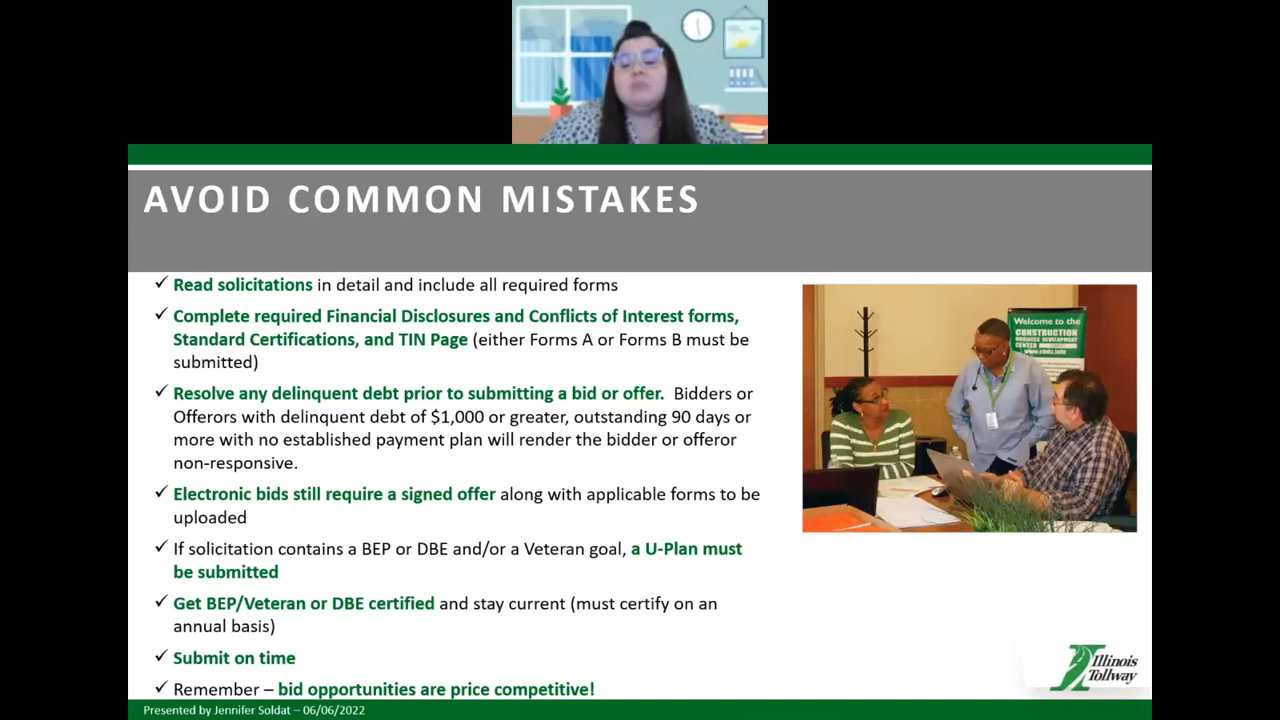 AVOID COMMON MISTAKES
✓ Read solicitations in detail and include all required forms
✓ Complete required Financial Disclosures and Conflicts of Interest forms,
Standard Certifications, and TIN Page (either Forms A or Forms B must be
submitted)
✓ Resolve any delinquent debt prior to submitting a bid or offer. Bidders or
Offerors with delinquent debt of $1,000 or greater, outstanding 90 days or
more with no established payment plan will render the bidder or offeror
non-responsive.
✓ Electronic bids still require a signed offer along with applicable forms to be
uploaded
✓ If solicitation contains a BEP or DBE and/or a Veteran goal, a U-Plan must
be submitted
✓ Get BEP/Veteran or DBE certified and stay current (must certify on an
annual basis)
✓ Submit on time
✓ Remember – bid opportunities are price competitive!
Welcome to the
CONSTRUCTION
BUSINESS DEVELOPMENT
CENTER
Illinois
Tollway
Presented by Jennifer Soldat – 06/06/2022